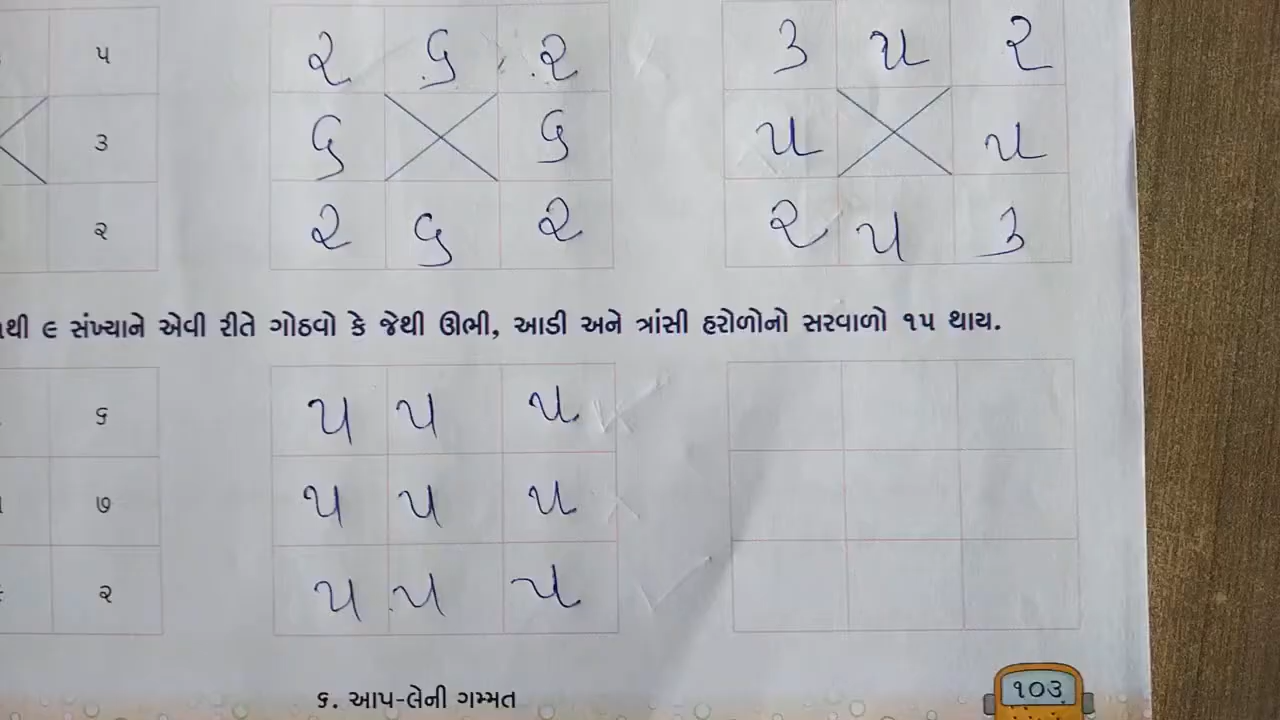 ૫ ૨ ૬ ૨ ૩ ૫ ૨
૩ ૬ ૬ ૫ ૫
૨ ૨ ૬ ૨ ૨ ૫ ૩
થી ૯ સંખ્યાને એવી રીતે ગોઠવો કે જેથી ઊભી, આડી અને ત્રાંસી હરોળોનો સરવાળો ૧૫ થાય.
૬ ૫ ૫ ૫
૭ ૫ ૫ ૫
૨ ૫ ૫ ૫
૬. આપ-લેની ગમ્મત
૧૦૩